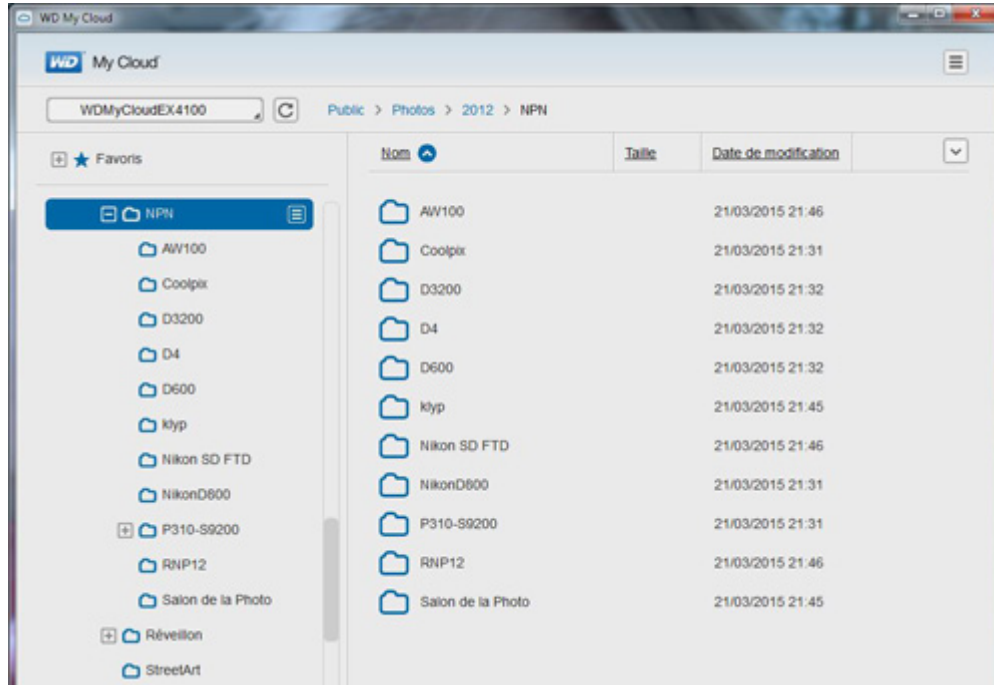 WD My Cloud
WD My Cloud
WDMyCloudEX4100
Public > Photos > 2012 > NPN
Favoris
Nom Taille Date de modification
NPN
AW100
Coolpix
D3200
D4
D600
klyp
Nikon SD FTD
NikonD800
P310-S9200
RNP12
Salon de la Photo
Réveillon
StreetArt
AW100 21/03/2015 21:46
Coolpix 21/03/2015 21:31
D3200 21/03/2015 21:32
D4 21/03/2015 21:32
D600 21/03/2015 21:32
klyp 21/03/2015 21:45
Nikon SD FTD 21/03/2015 21:46
NikonD800 21/03/2015 21:31
P310-S9200 21/03/2015 21:31
RNP12 21/03/2015 21:46
Salon de la Photo 21/03/2015 21:45